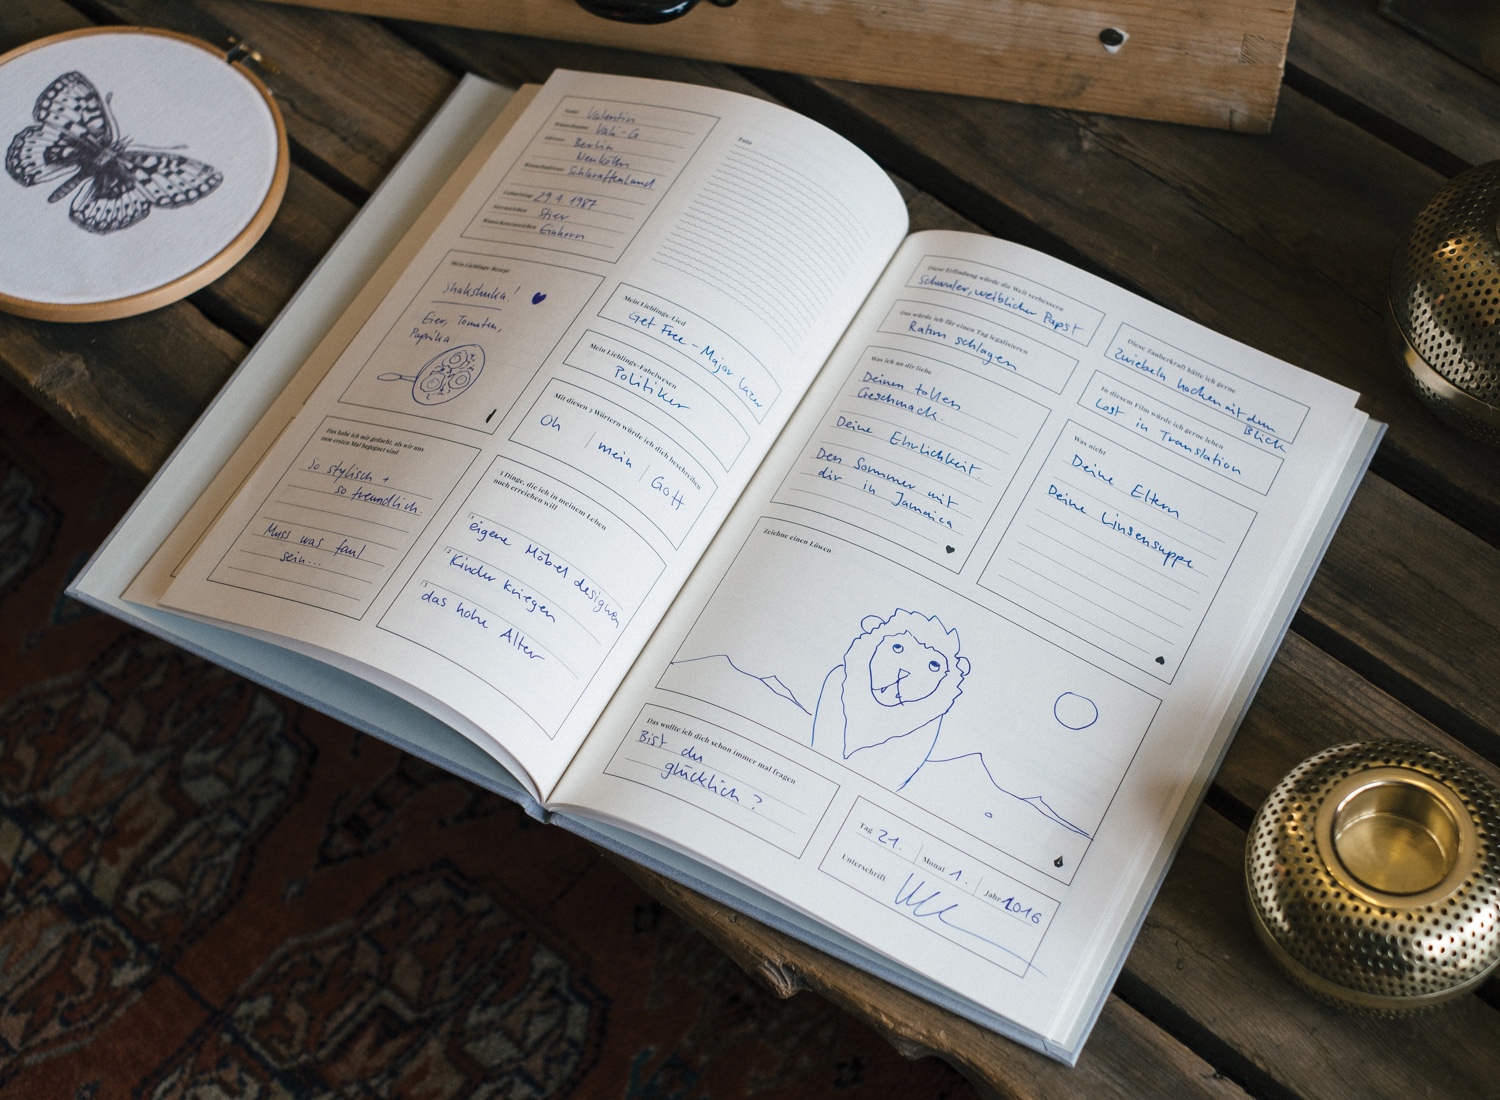 Name Valentin
Wunschname Vali-G
Adresse Berlin
Neukölln
Wunschadresse Schlaraffenland
Geburtstag 29.4.1987
Sternzeichen Stier
Wunschsternzeichen Einhorn
Foto
Mein Lieblings-Rezept
Shakshuka!
Eier, Tomaten,
Paprika
Das habe ich mir gedacht, als wir uns
zum ersten Mal begegnet sind
So stylisch +
so freundlich.
Muss was faul
sein...
Mein Lieblings-Lied
Get Free - Major Lazer
Mein Lieblings-Fabelwesen
Politiker
Mit diesen 3 Wörtern würde ich dich beschreiben
Oh mein Gott
3 Dinge, die ich in meinem Leben
noch erreichen will
1 eigene Möbel designen
2 Kinder kriegen
3 das hohe Alter
Diese Erfindung würde die Welt verbessern
schwuler, weiblicher Papst
Das würde ich für einen Tag legalisieren
Rahm schlagen
Was ich an dir liebe
Deinen tollen
Geschmack.
Deine Ehrlichkeit.
Den Sommer mit
dir in Jamaica
Diese Zauberkraft hätte ich gerne
Zwiebeln hacken mit dem
Blick
In diesem Film würde ich gerne leben
Lost in Translation
Was nicht
Deine Eltern
Deine Linsensuppe
Zeichne einen Löwen
Das wollte ich dich schon immer mal fragen
Bist du
glücklich?
Tag 21. Monat 1. Jahr 2016
Unterschrift